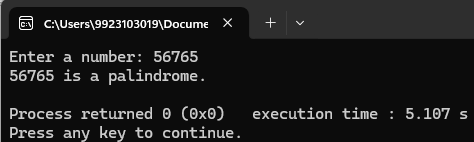 C:\Users\9923103019\Docume
Enter a number: 56765
56765 is a palindrome.
Process returned 0 (0x0)   execution time : 5.107 s
Press any key to continue.